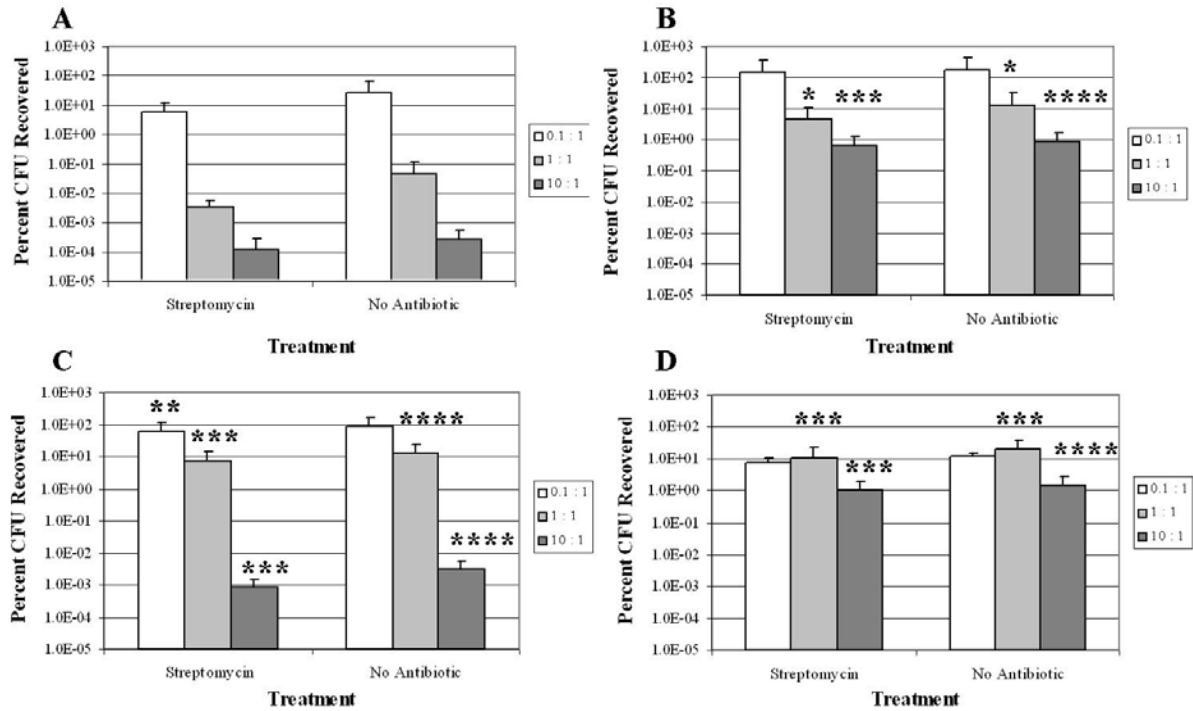 A
Percent CFU Recovered
1.0E+03
1.0E+02
1.0E+01
1.0E+00
1.0E-01
1.0E-02
1.0E-03
1.0E-04
1.0E-05
0.1 : 1
1 : 1
10 : 1
Streptomycin
No Antibiotic
Treatment
B
Percent CFU Recovered
1.0E+03
1.0E+02
1.0E+01
1.0E+00
1.0E-01
1.0E-02
1.0E-03
1.0E-04
1.0E-05
* *** * ****
0.1 : 1
1 : 1
10 : 1
Streptomycin
No Antibiotic
Treatment
C
Percent CFU Recovered
1.0E+03
1.0E+02
1.0E+01
1.0E+00
1.0E-01
1.0E-02
1.0E-03
1.0E-04
1.0E-05
** *** *** **** ****
0.1 : 1
1 : 1
10 : 1
Streptomycin
No Antibiotic
Treatment
D
Percent CFU Recovered
1.0E+03
1.0E+02
1.0E+01
1.0E+00
1.0E-01
1.0E-02
1.0E-03
1.0E-04
1.0E-05
*** *** *** ****
0.1 : 1
1 : 1
10 : 1
Streptomycin
No Antibiotic
Treatment